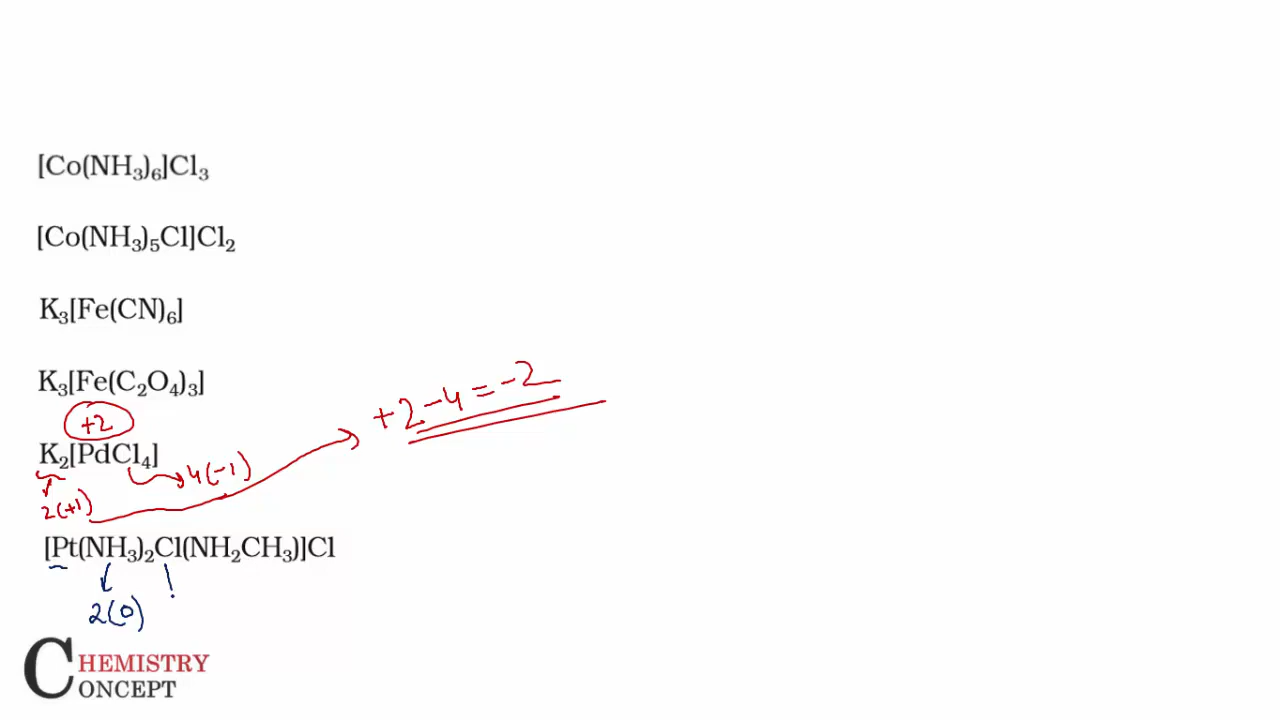 [Co(NH₃)₆]Cl₃
[Co(NH₃)₅Cl]Cl₂
K₃[Fe(CN)₆]
K₃[Fe(C₂O₄)₃]
+2
+2-4=-2
K₂[PdCl₄]
4(-1)
2(+1)
[Pt(NH₃)₂Cl(NH₂CH₃)]Cl
2(0)
CHEMISTRY
CONCEPT